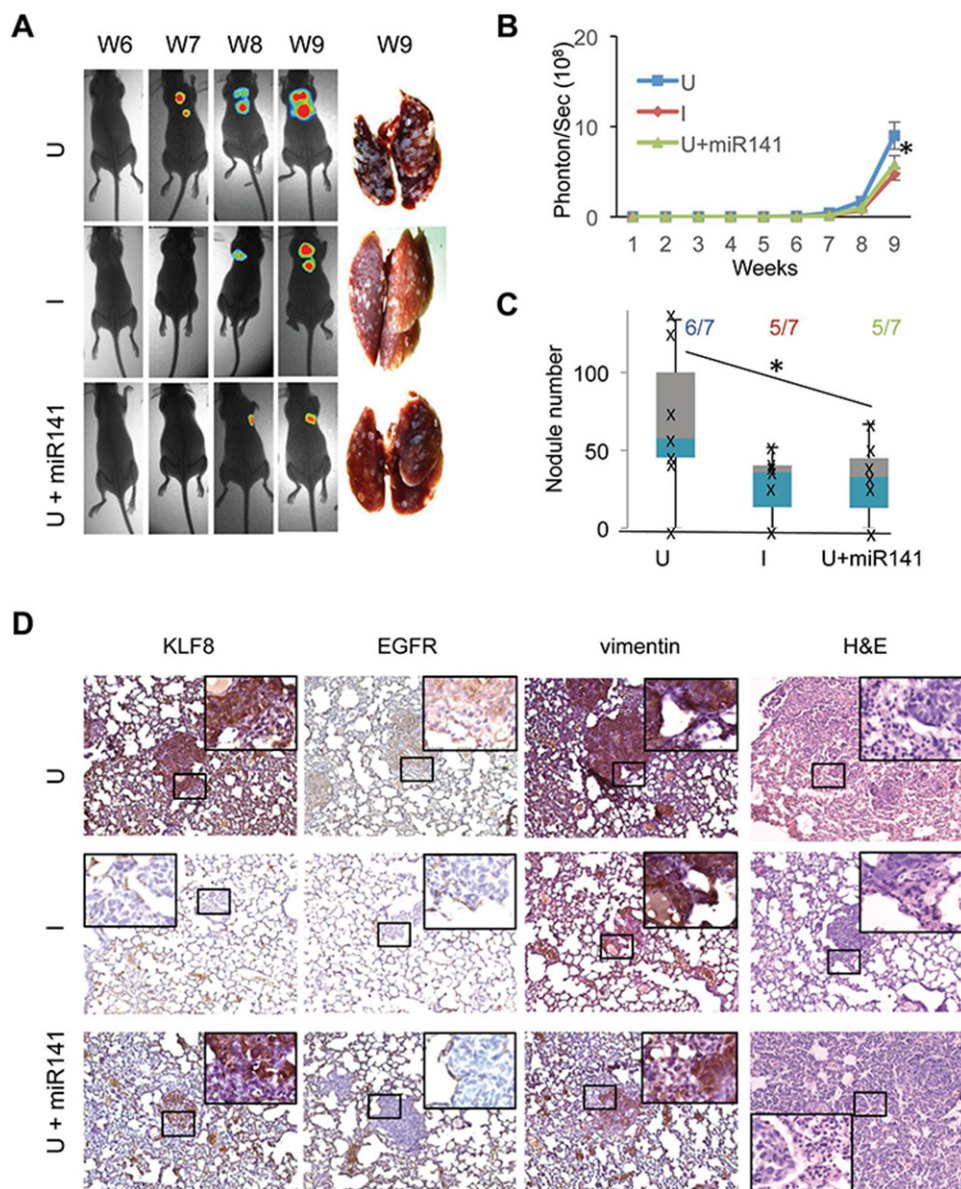 A
W6 W7 W8 W9 W9
U
I
U + miR141
B
Phonton/Sec (10⁸)
20
10
0
U
I
U+miR141
*
1 2 3 4 5 6 7 8 9
Weeks
C
Nodule number
100
50
0
6/7 5/7 5/7
*
U I U+miR141
D
KLF8 EGFR vimentin H&E
U
I
U + miR141